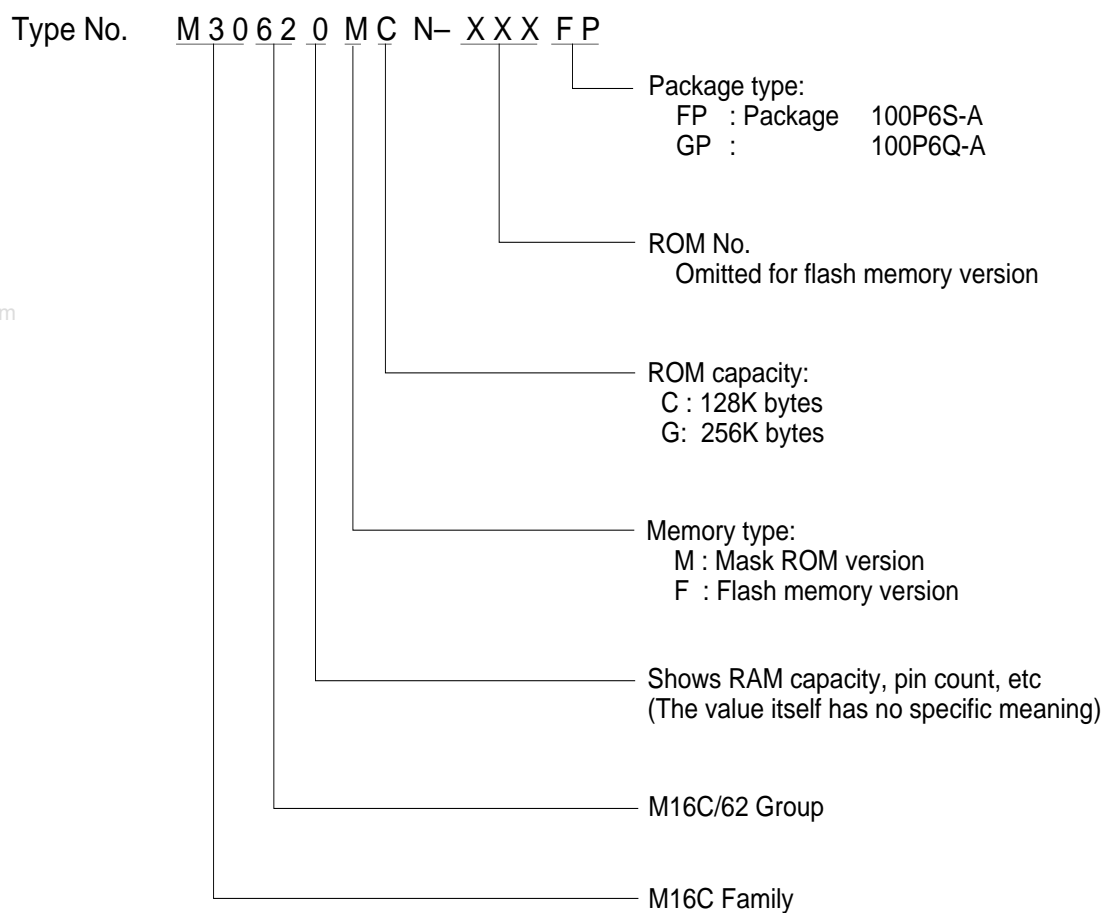 Type No. M 3 0 6 2 0 M C N– X X X F P
Package type:
FP : Package 100P6S-A
GP : 100P6Q-A
ROM No.
Omitted for flash memory version
m
ROM capacity:
C : 128K bytes
G: 256K bytes
Memory type:
M : Mask ROM version
F : Flash memory version
Shows RAM capacity, pin count, etc
(The value itself has no specific meaning)
M16C/62 Group
M16C Family